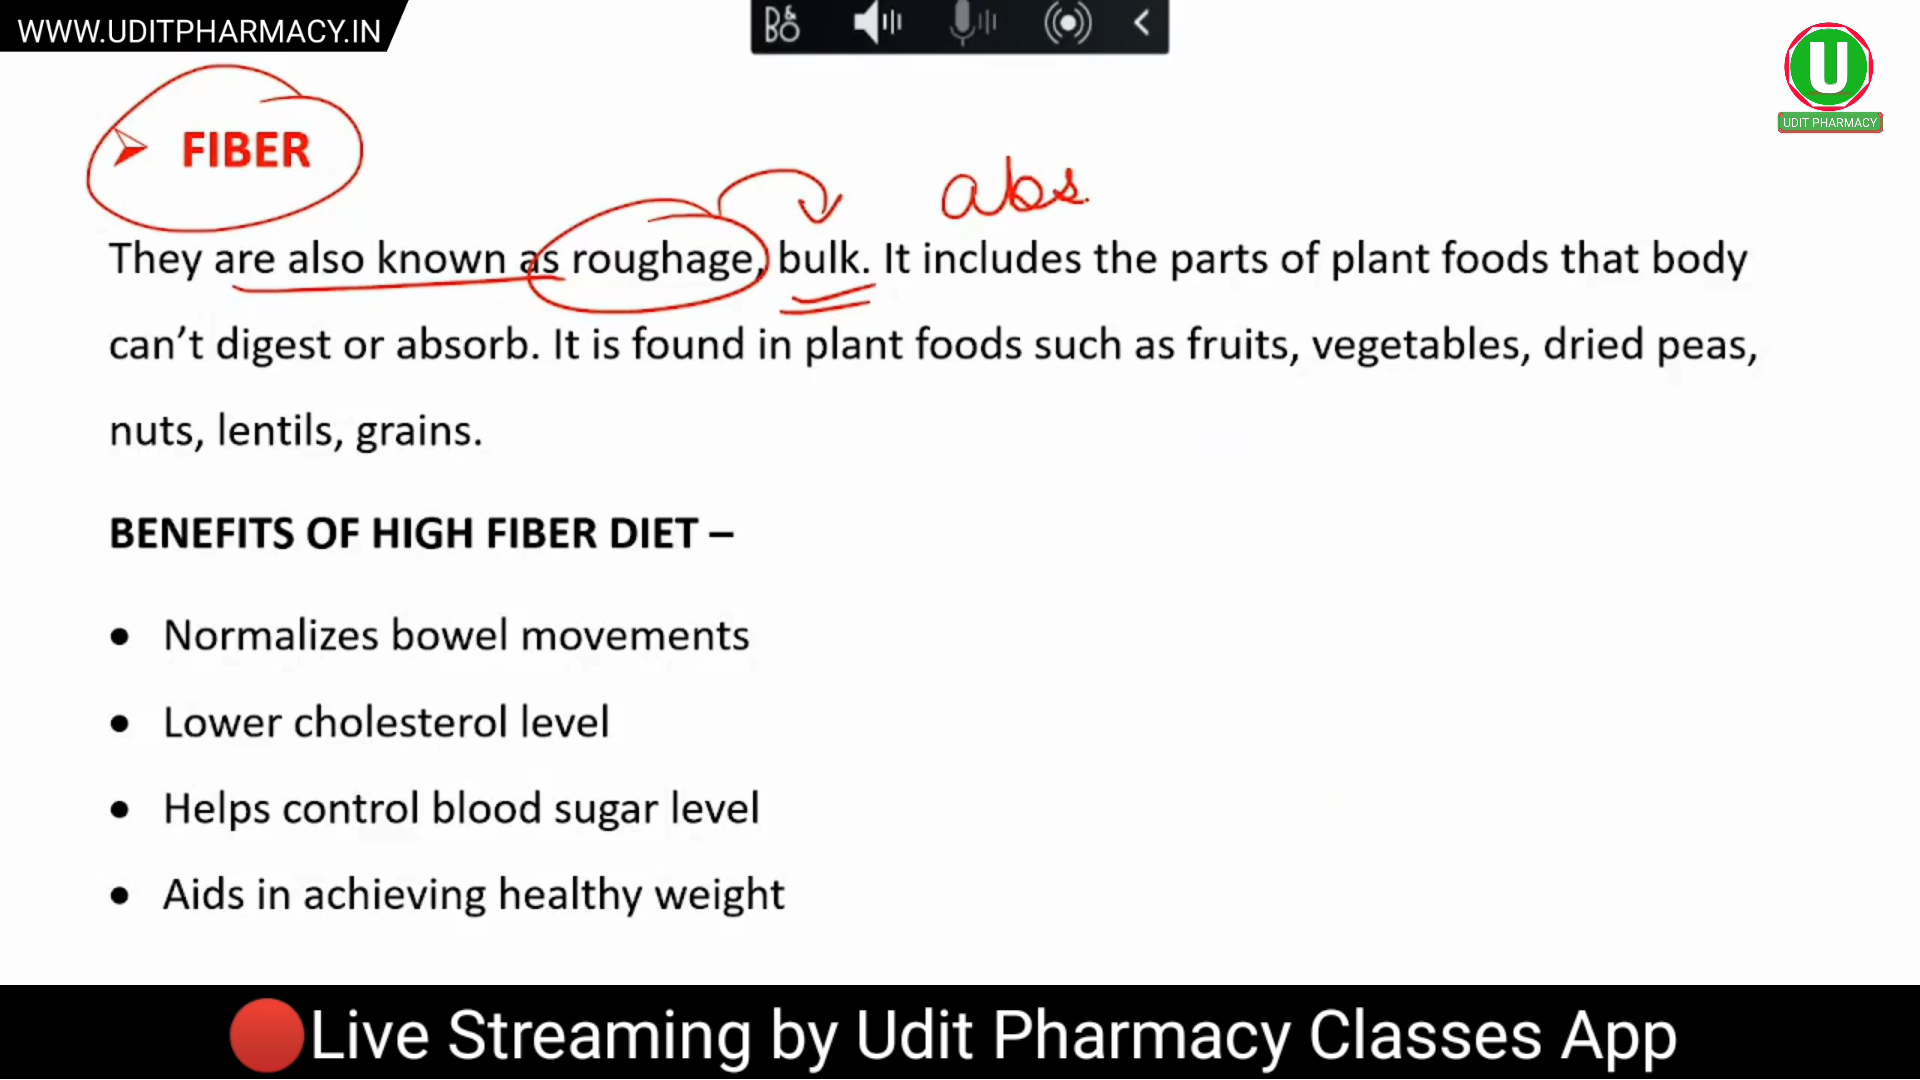 WWW.UDITPHARMACY.IN
B&O
U
UDIT PHARMACY
➢ FIBER
abs.
They are also known as roughage, bulk. It includes the parts of plant foods that body
can’t digest or absorb. It is found in plant foods such as fruits, vegetables, dried peas,
nuts, lentils, grains.
BENEFITS OF HIGH FIBER DIET –
• Normalizes bowel movements
• Lower cholesterol level
• Helps control blood sugar level
• Aids in achieving healthy weight
🔴Live Streaming by Udit Pharmacy Classes App